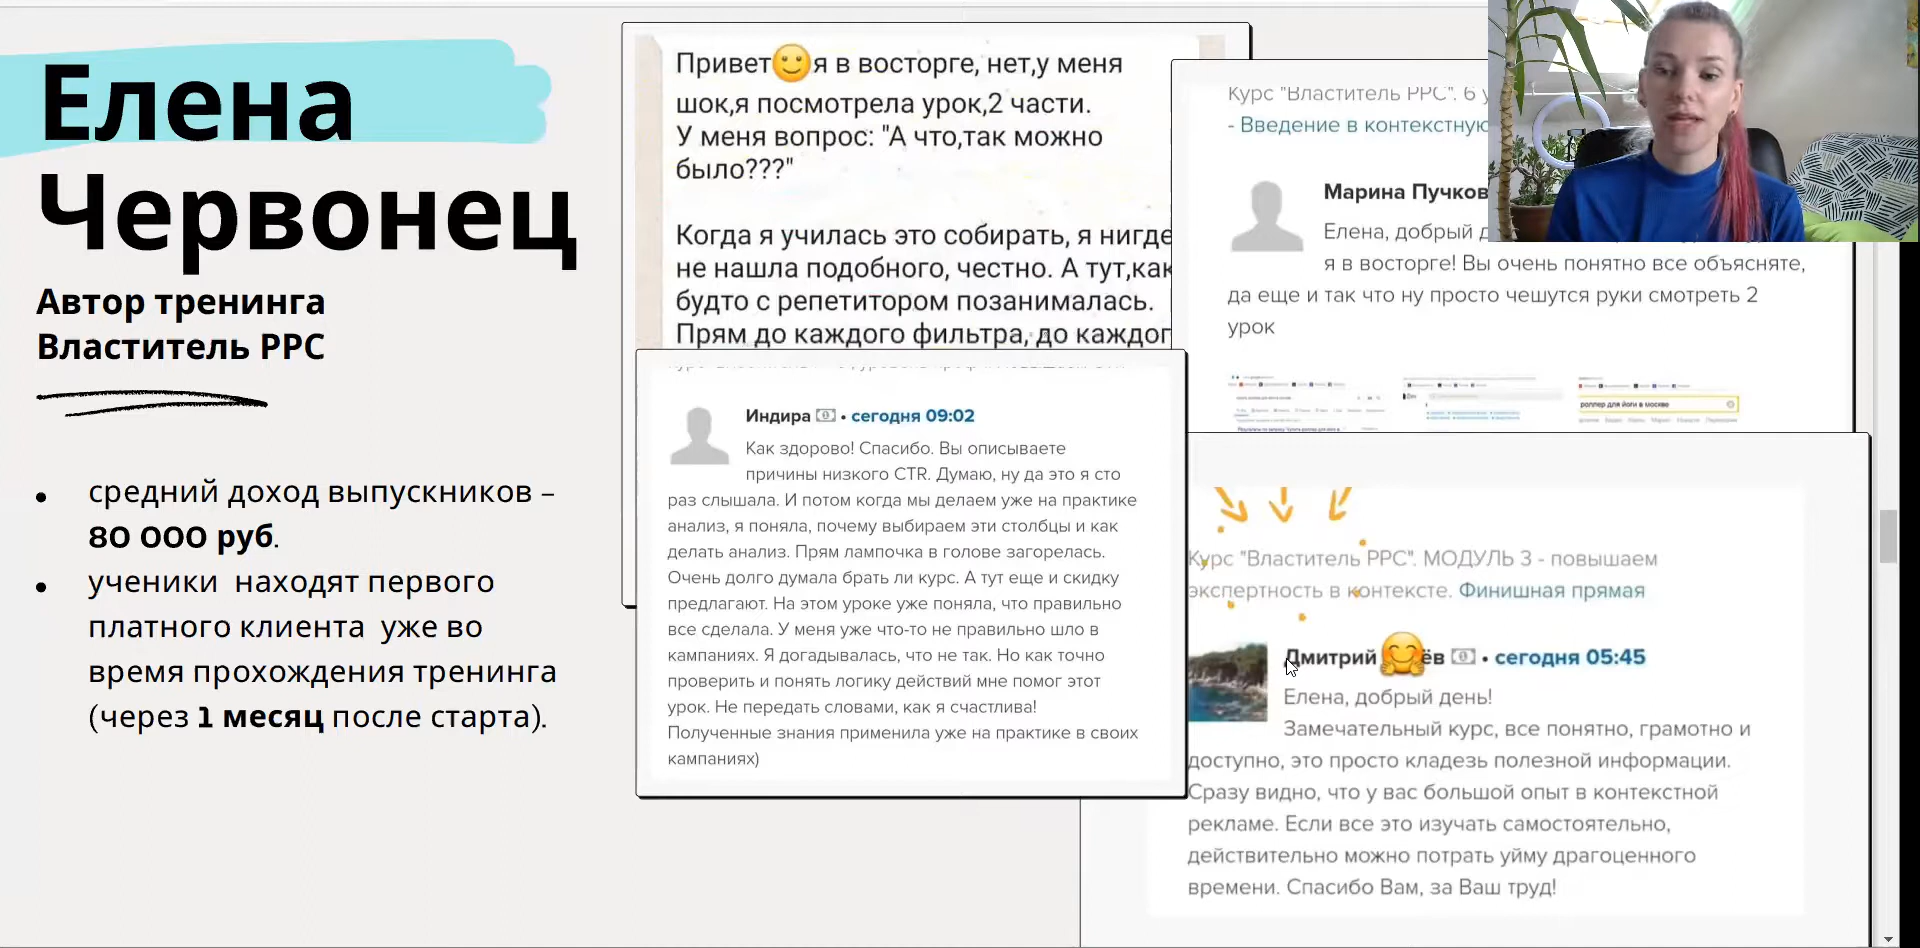 Елена
Червонец
Автор тренинга
Властитель PPC
• средний доход выпускников –
80 000 руб.
• ученики находят первого
платного клиента уже во
время прохождения тренинга
(через 1 месяц после старта).
Привет🙂я в восторге, нет,у меня
шок,я посмотрела урок,2 части.
У меня вопрос: "А что,так можно
было???"
Когда я училась это собирать, я нигде
не нашла подобного, честно. А тут,как
будто с репетитором позанималась.
Прям до каждого фильтра, до каждог
Курс "Властитель PPC". 6 у
- Введение в контекстную
Марина Пучков
Елена, добрый д
я в восторге! Вы очень понятно все объясняте,
да еще и так что ну просто чешутся руки смотреть 2
урок
роллер для йоги в москве
Индира • сегодня 09:02
Как здорово! Спасибо. Вы описываете
причины низкого CTR. Думаю, ну да это я сто
раз слышала. И потом когда мы делаем уже на практике
анализ, я поняла, почему выбираем эти столбцы и как
делать анализ. Прям лампочка в голове загорелась.
Очень долго думала брать ли курс. А тут еще и скидку
предлагают. На этом уроке уже поняла, что правильно
все сделала. У меня уже что-то не правильно шло в
кампаниях. Я догадывалась, что не так. Но как точно
проверить и понять логику действий мне помог этот
урок. Не передать словами, как я счастлива!
Полученные знания применила уже на практике в своих
кампаниях)
Курс "Властитель PPC". МОДУЛЬ 3 - повышаем
экспертность в контексте. Финишная прямая
Дмитрий 🤗ёв • сегодня 05:45
Елена, добрый день!
Замечательный курс, все понятно, грамотно и
доступно, это просто кладезь полезной информации.
Сразу видно, что у вас большой опыт в контекстной
рекламе. Если все это изучать самостоятельно,
действительно можно потрать уйму драгоценного
времени. Спасибо Вам, за Ваш труд!